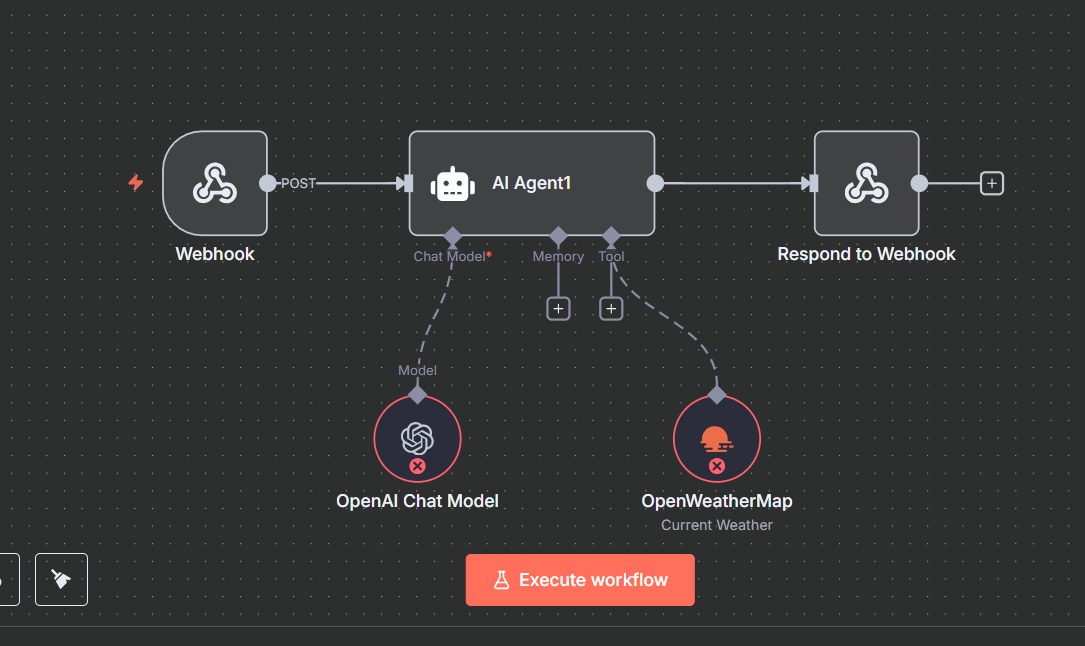 POST
AI Agent1
Webhook
Respond to Webhook
Chat Model*
Memory
Tool
Model
OpenAI Chat Model
OpenWeatherMap
Current Weather
Execute workflow